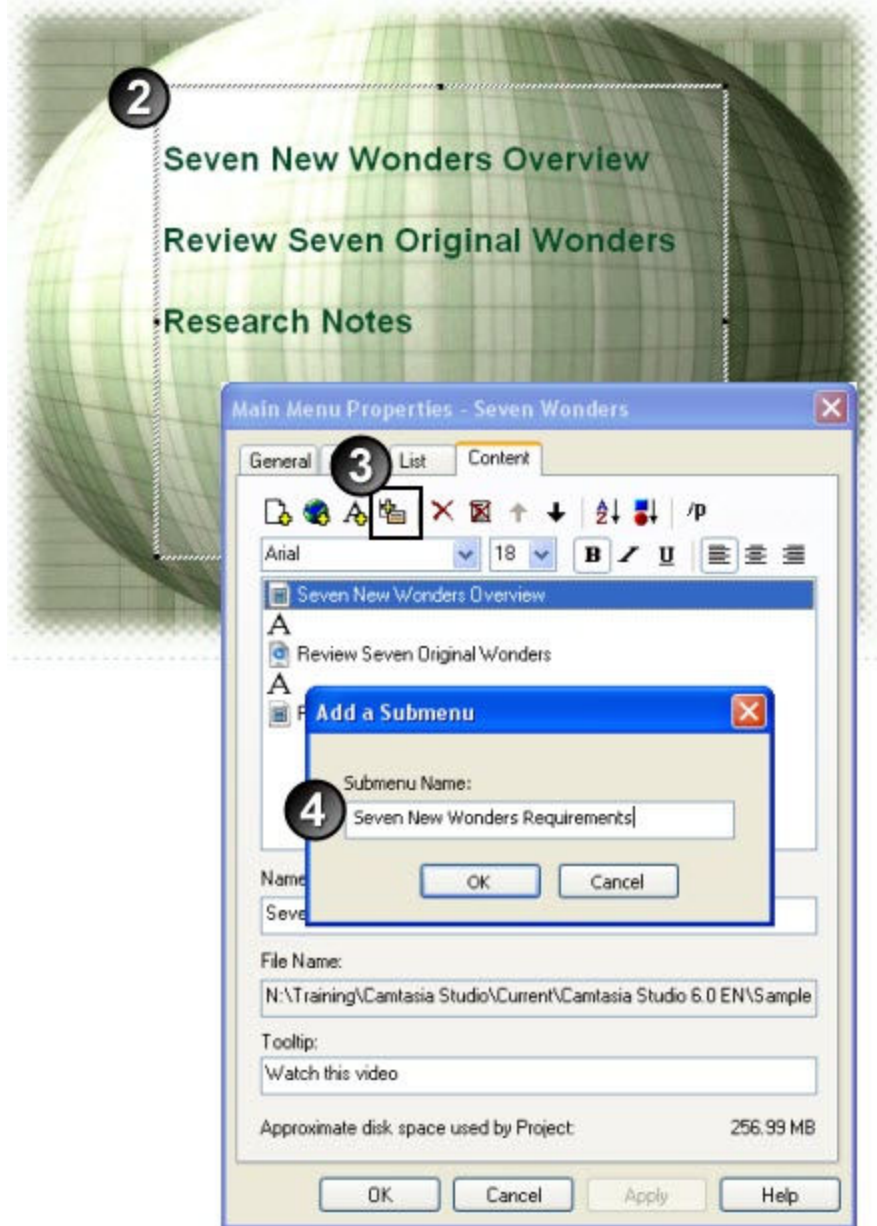 2
Seven New Wonders Overview
Review Seven Original Wonders
Research Notes
Main Menu Properties - Seven Wonders
General
3
List
Content
Arial
18
B I U
Seven New Wonders Overview
A
Review Seven Original Wonders
A
Add a Submenu
Submenu Name:
4
Seven New Wonders Requirements
OK Cancel
Name
Seve
File Name:
N:\Training\Camtasia Studio\Current\Camtasia Studio 6.0 EN\Sample
Tooltip:
Watch this video
Approximate disk space used by Project: 256.99 MB
OK Cancel Apply Help